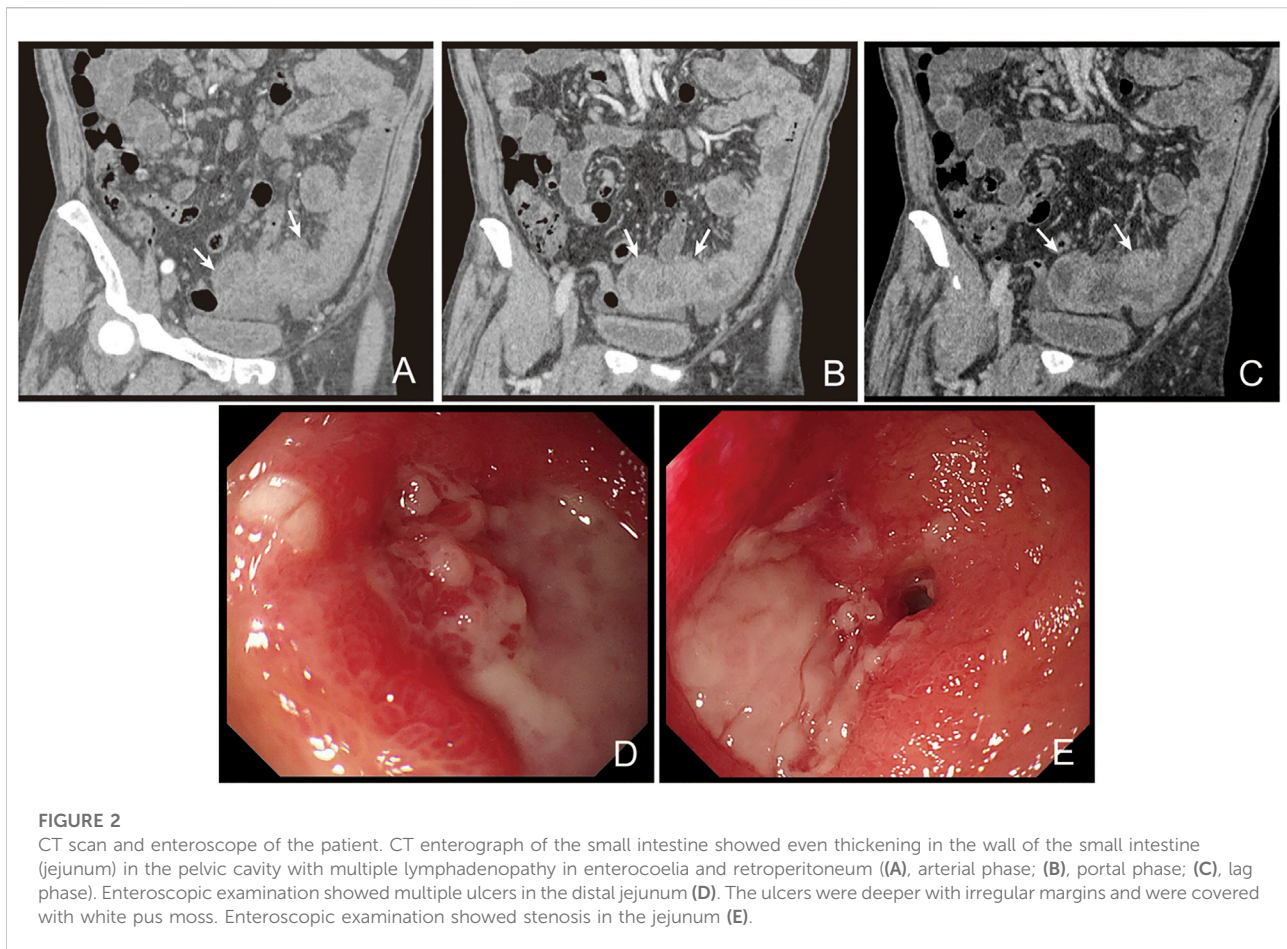 A
B
C
D
E
FIGURE 2
CT scan and enteroscope of the patient. CT enterograph of the small intestine showed even thickening in the wall of the small intestine
(jejunum) in the pelvic cavity with multiple lymphadenopathy in enterocoelia and retroperitoneum ((A), arterial phase; (B), portal phase; (C), lag
phase). Enteroscopic examination showed multiple ulcers in the distal jejunum (D). The ulcers were deeper with irregular margins and were covered
with white pus moss. Enteroscopic examination showed stenosis in the jejunum (E).